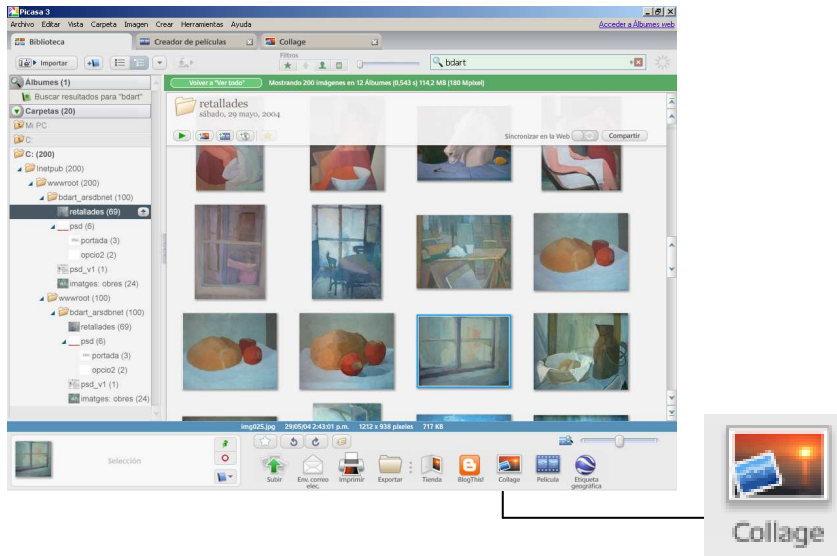 Picasa 3
Archivo Editar Vista Carpeta Imagen Crear Herramientas Ayuda
Acceder a Álbumes web
Biblioteca
Creador de películas
Collage
Importar
Filtros
bdart
Álbumes (1)
Volver a "Ver todo"
Mostrando 200 imágenes en 12 Álbumes (0,543 s) 114,2 MB (180 Mpíxel)
Buscar resultados para "bdart"
Carpetas (20)
Mi PC
C:
C: (200)
Inetpub (200)
wwwroot (200)
bdart_arsdbnet (100)
retallades (69)
psd (6)
portada (3)
opcio2 (2)
psd_v1 (1)
imatges: obres (24)
wwwroot (100)
bdart_arsdbnet (100)
retallades (69)
psd (6)
portada (3)
opcio2 (2)
psd_v1 (1)
imatges: obres (24)
retallades
sábado, 29 mayo, 2004
Sincronizar en la Web
Compartir
img025.jpg 29/05/04 2:43:01 p.m. 1212 x 938 píxeles 717 KB
Selección
Subir
Env. correo elec.
Imprimir
Exportar
Tienda
BlogThis!
Collage
Película
Etiqueta geográfica
Collage